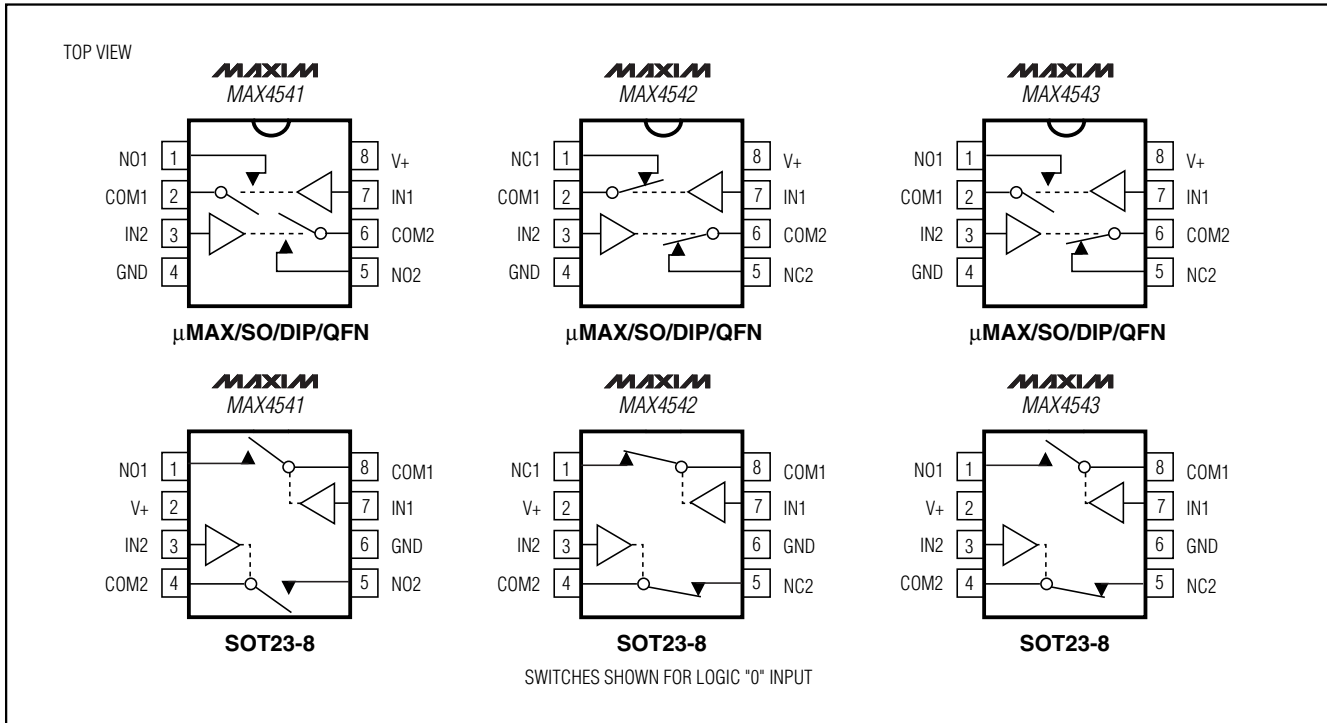 TOP VIEW
MAXIM
MAX4541
NO1 1 8 V+
COM1 2 7 IN1
IN2 3 6 COM2
GND 4 5 NO2
µMAX/SO/DIP/QFN
MAXIM
MAX4542
NC1 1 8 V+
COM1 2 7 IN1
IN2 3 6 COM2
GND 4 5 NC2
µMAX/SO/DIP/QFN
MAXIM
MAX4543
NO1 1 8 V+
COM1 2 7 IN1
IN2 3 6 COM2
GND 4 5 NC2
µMAX/SO/DIP/QFN
MAXIM
MAX4541
NO1 1 8 COM1
V+ 2 7 IN1
IN2 3 6 GND
COM2 4 5 NO2
SOT23-8
MAXIM
MAX4542
NC1 1 8 COM1
V+ 2 7 IN1
IN2 3 6 GND
COM2 4 5 NC2
SOT23-8
MAXIM
MAX4543
NO1 1 8 COM1
V+ 2 7 IN1
IN2 3 6 GND
COM2 4 5 NC2
SOT23-8
SWITCHES SHOWN FOR LOGIC "0" INPUT